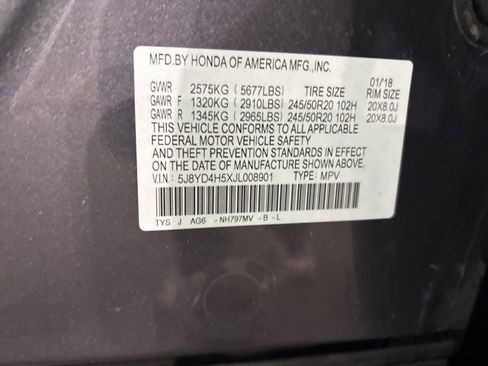 MFD.BY HONDA OF AMERICA MFG.,INC.
01/18
GVWR 2575KG ( 5677LBS) TIRE SIZE RIM SIZE
GAWR F 1320KG ( 2910LBS) 245/50R20 102H 20X8.0J
GAWR R 1345KG ( 2965LBS) 245/50R20 102H 20X8.0J
THIS VEHICLE CONFORMS TO ALL APPLICABLE
FEDERAL MOTOR VEHICLE SAFETY
AND THEFT PREVENTION STANDARDS IN EFFECT
ON THE DATE OF MANUFACTURE SHOWN ABOVE.
V.I.N: 5J8YD4H5XJL008901 TYPE: MPV
TYS J AG6 - NH797MV - B - L